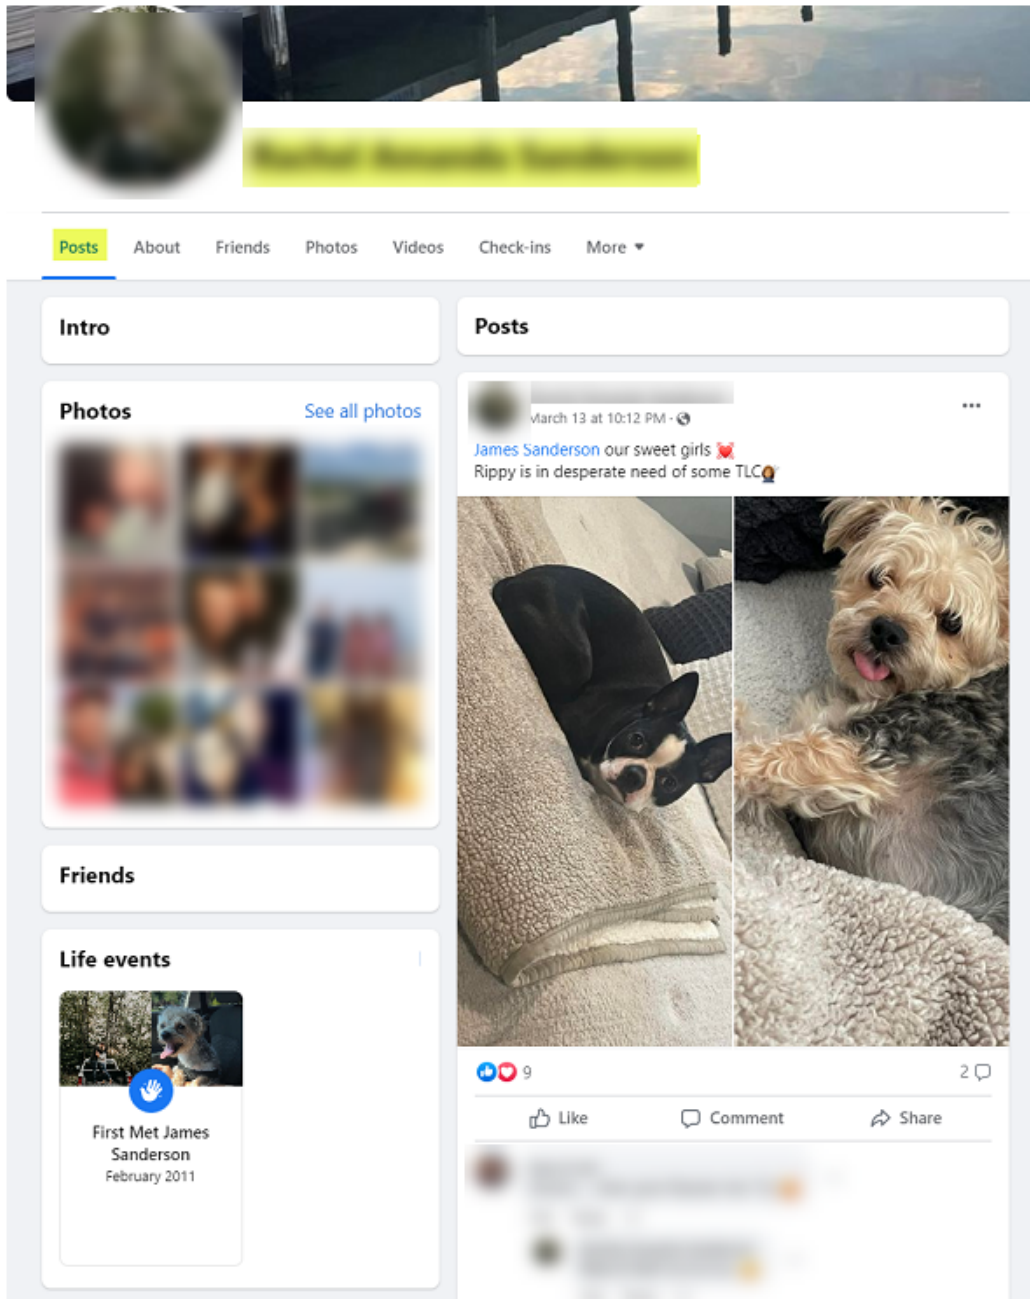 Posts
About
Friends
Photos
Videos
Check-ins
More
Intro
Photos
See all photos
Friends
Life events
First Met James
Sanderson
February 2011
Posts
March 13 at 10:12 PM ·
James Sanderson our sweet girls 💓
Rippy is in desperate need of some TLC
9
2
Like
Comment
Share